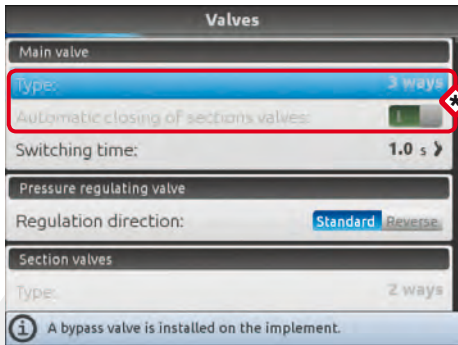 Valves
Main valve
Type: 3 ways
Automatic closing of sections valves: I
*
Switching time: 1.0 s ❯
Pressure regulating valve
Regulation direction: Standard Reverse
Section valves
Type: 2 ways
i A bypass valve is installed on the implement.